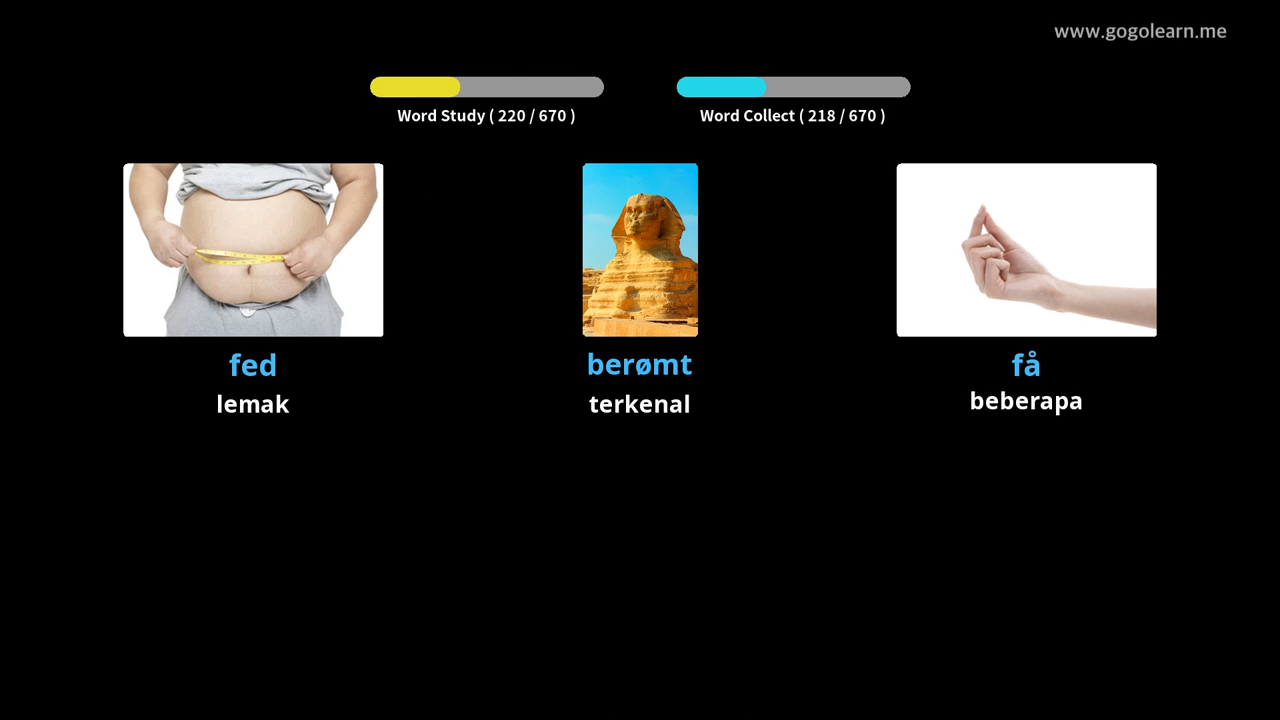 www.gogolearn.me
Word Study ( 220 / 670 )
Word Collect ( 218 / 670 )
fed
lemak
berømt
terkenal
få
beberapa